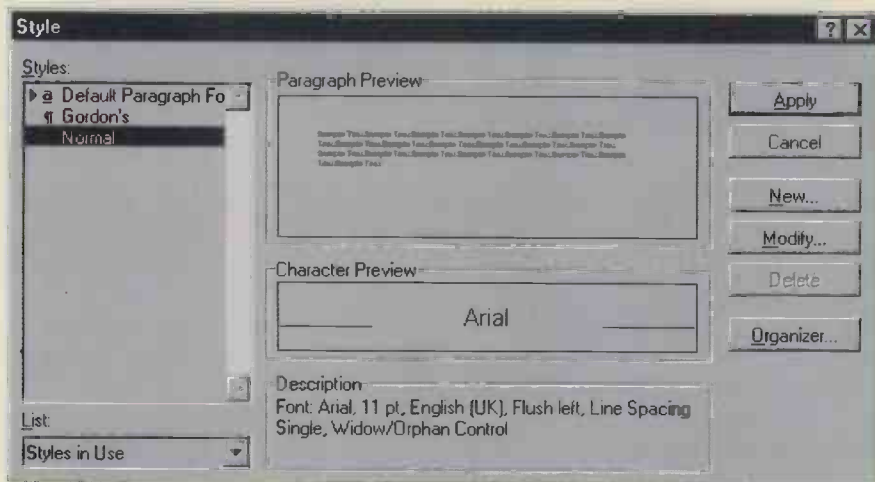 Style
Styles:
a Default Paragraph Fo
¶ Gordon's
Normal
List:
Styles in Use
Paragraph Preview
Character Preview
Arial
Description
Font: Arial, 11 pt, English (UK), Flush left, Line Spacing
Single, Widow/Orphan Control
Apply
Cancel
New...
Modify...
Delete
Organizer...